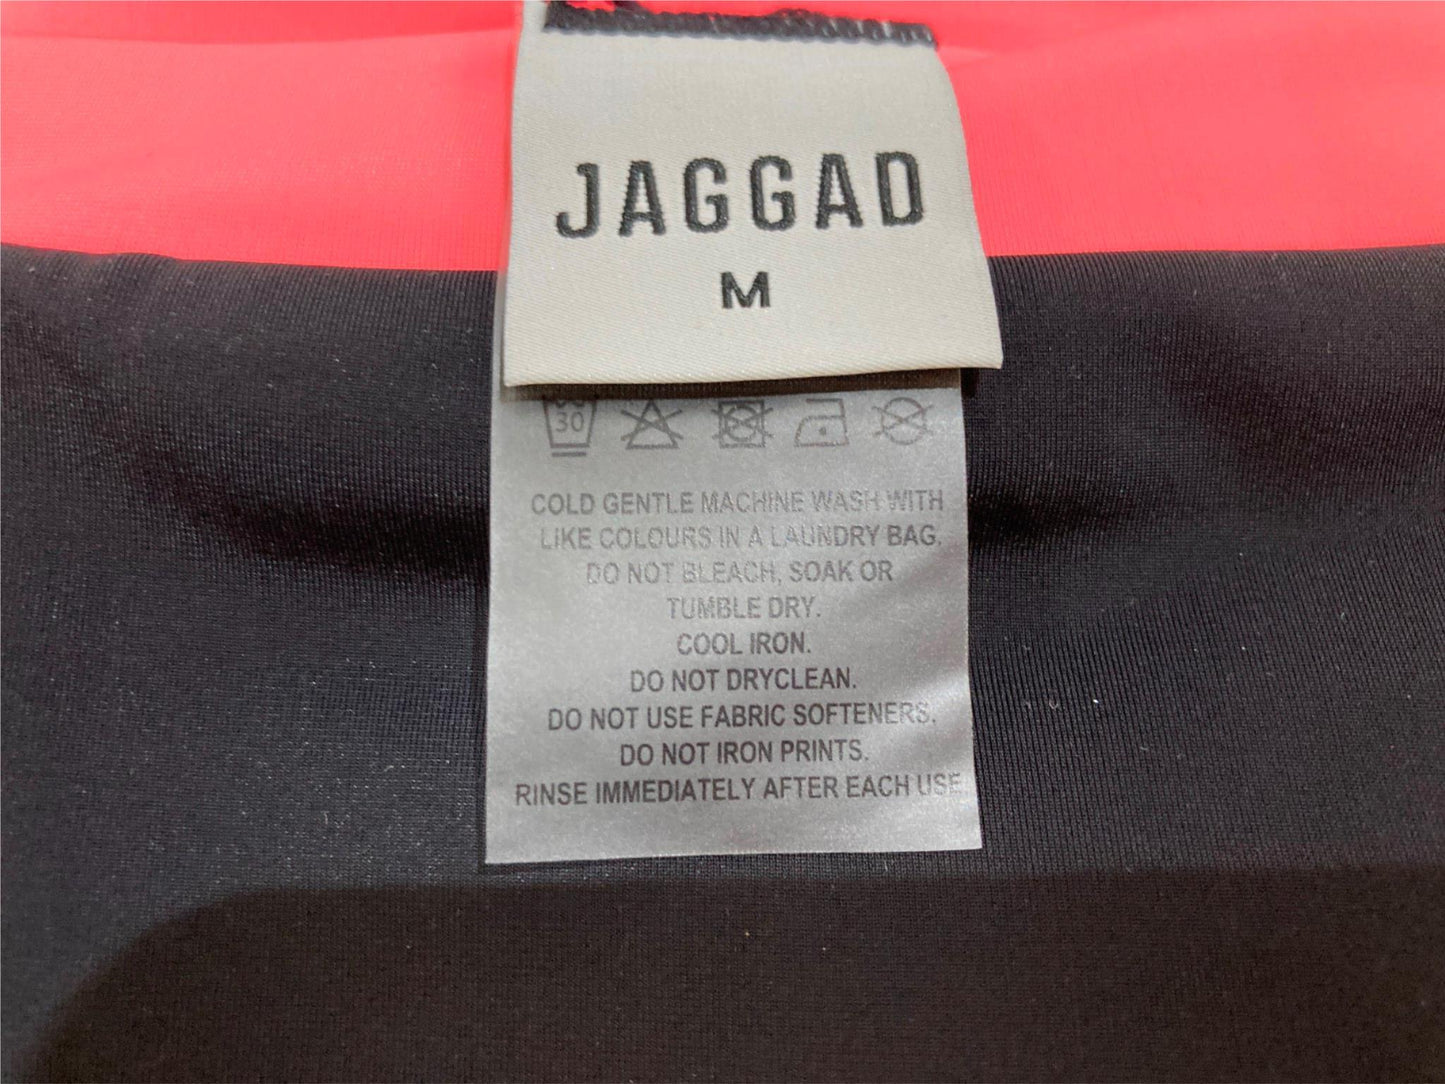 JAGGAD
M
30
COLD GENTLE MACHINE WASH WITH
LIKE COLOURS IN A LAUNDRY BAG.
DO NOT BLEACH, SOAK OR
TUMBLE DRY.
COOL IRON.
DO NOT DRYCLEAN.
DO NOT USE FABRIC SOFTENERS.
DO NOT IRON PRINTS.
RINSE IMMEDIATELY AFTER EACH USE